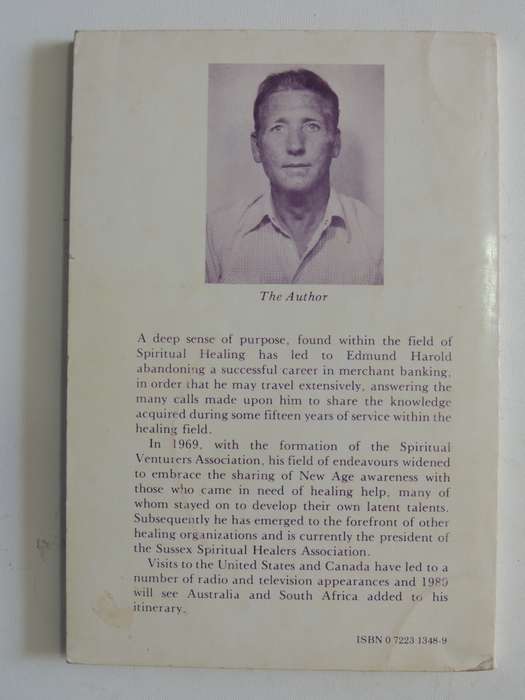 The Author
A deep sense of purpose, found within the field of
Spiritual Healing has led to Edmund Harold
abandoning a successful career in merchant banking,
in order that he may travel extensively, answering the
many calls made upon him to share the knowledge
acquired during some fifteen years of service within the
healing field.
In 1969, with the formation of the Spiritual
Venturers Association, his field of endeavours widened
to embrace the sharing of New Age awareness with
those who came in need of healing help, many of
whom stayed on to develop their own latent talents.
Subsequently he has emerged to the forefront of other
healing organizations and is currently the president of
the Sussex Spiritual Healers Association.
Visits to the United States and Canada have led to a
number of radio and television appearances and 1980
will see Australia and South Africa added to his
itinerary.
ISBN 0 7223 1348-9